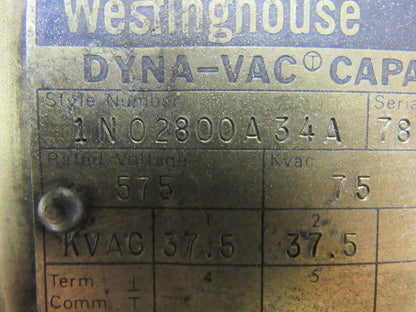 Westinghouse
DYNA-VAC Ⓣ CAPA
Style Number Seria
1N02800A34A 78
Rated Voltage Kvac
575 75
1 2
KVAC 37.5 37.5
Term. ⊥ 4 5
Comm. T